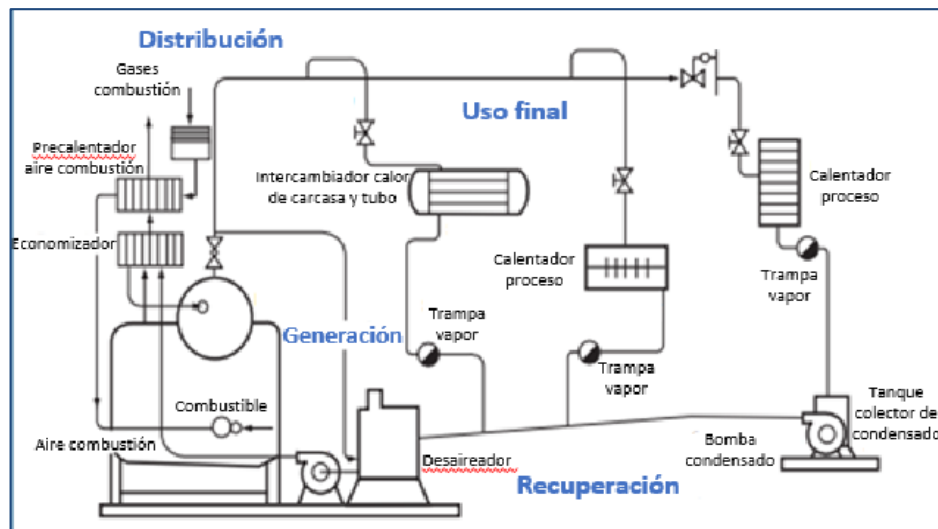 Distribución
Gases
combustión
Uso final
Precalentador
aire combustión
Intercambiador calor
de carcasa y tubo
Calentador
proceso
Economizador
Calentador
proceso
Trampa
vapor
Generación
Trampa
vapor
Trampa
vapor
Combustible
Tanque
colector de
condensado
Aire combustión
Desaireador
Bomba
condensado
Recuperación